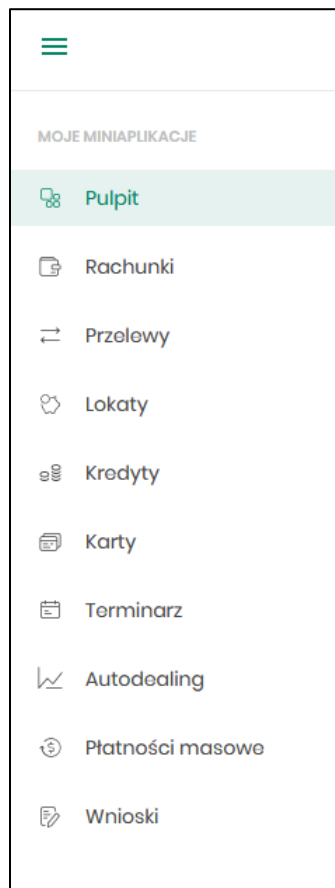 MOJE MINIAPLIKACJE
Pulpit
Rachunki
Przelewy
Lokaty
Kredyty
Karty
Terminarz
Autodealing
Płatności masowe
Wnioski